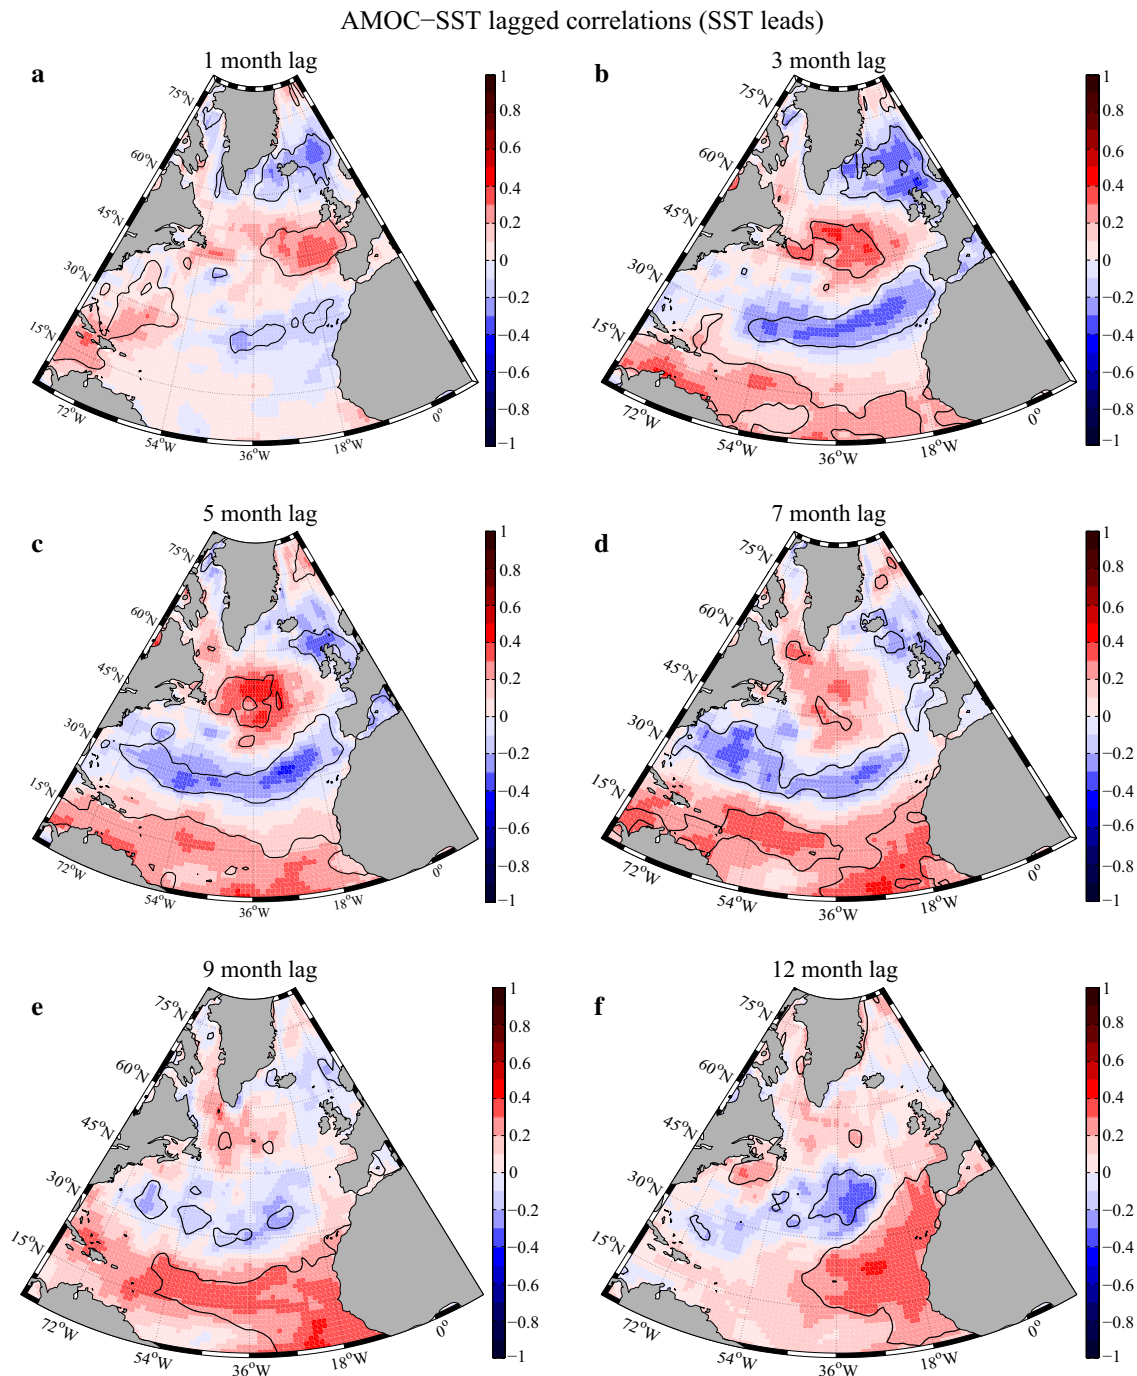 AMOC−SST lagged correlations (SST leads)
a
1 month lag
75°N
60°N
45°N
30°N
15°N
72°W
54°W
36°W
18°W
0°
1
0.8
0.6
0.4
0.2
0
−0.2
−0.4
−0.6
−0.8
−1
b
3 month lag
75°N
60°N
45°N
30°N
15°N
72°W
54°W
36°W
18°W
0°
1
0.8
0.6
0.4
0.2
0
−0.2
−0.4
−0.6
−0.8
−1
c
5 month lag
75°N
60°N
45°N
30°N
15°N
72°W
54°W
36°W
18°W
0°
1
0.8
0.6
0.4
0.2
0
−0.2
−0.4
−0.6
−0.8
−1
d
7 month lag
75°N
60°N
45°N
30°N
15°N
72°W
54°W
36°W
18°W
0°
1
0.8
0.6
0.4
0.2
0
−0.2
−0.4
−0.6
−0.8
−1
e
9 month lag
75°N
60°N
45°N
30°N
15°N
72°W
54°W
36°W
18°W
0°
1
0.8
0.6
0.4
0.2
0
−0.2
−0.4
−0.6
−0.8
−1
f
12 month lag
75°N
60°N
45°N
30°N
15°N
72°W
54°W
36°W
18°W
0°
1
0.8
0.6
0.4
0.2
0
−0.2
−0.4
−0.6
−0.8
−1